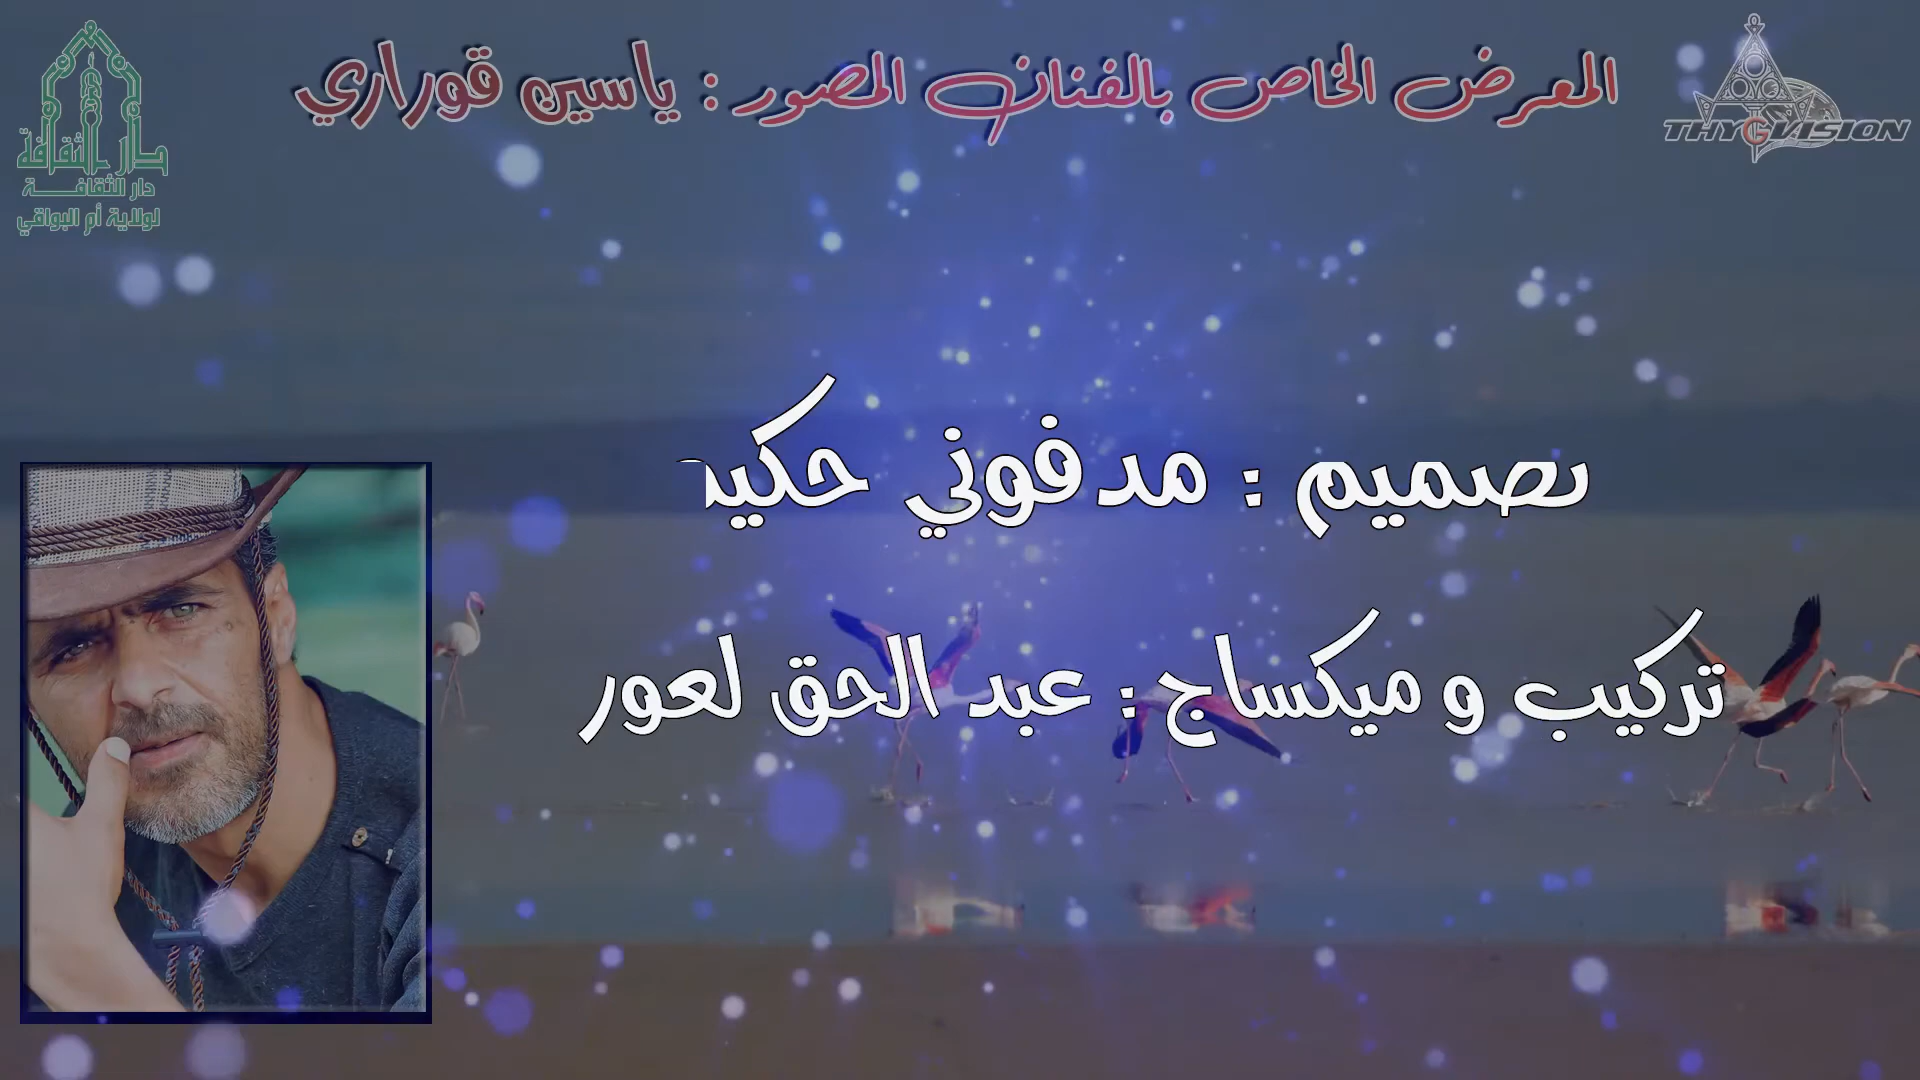 المعرض الخاص بالفنان المصور : ياسين قوراري
دار الثقافة
دار الثقافة
لولاية أم البواقي
THYGVISION
تصميم : مدفوني حكيم
تركيب و ميكساج : عبد الحق لعور